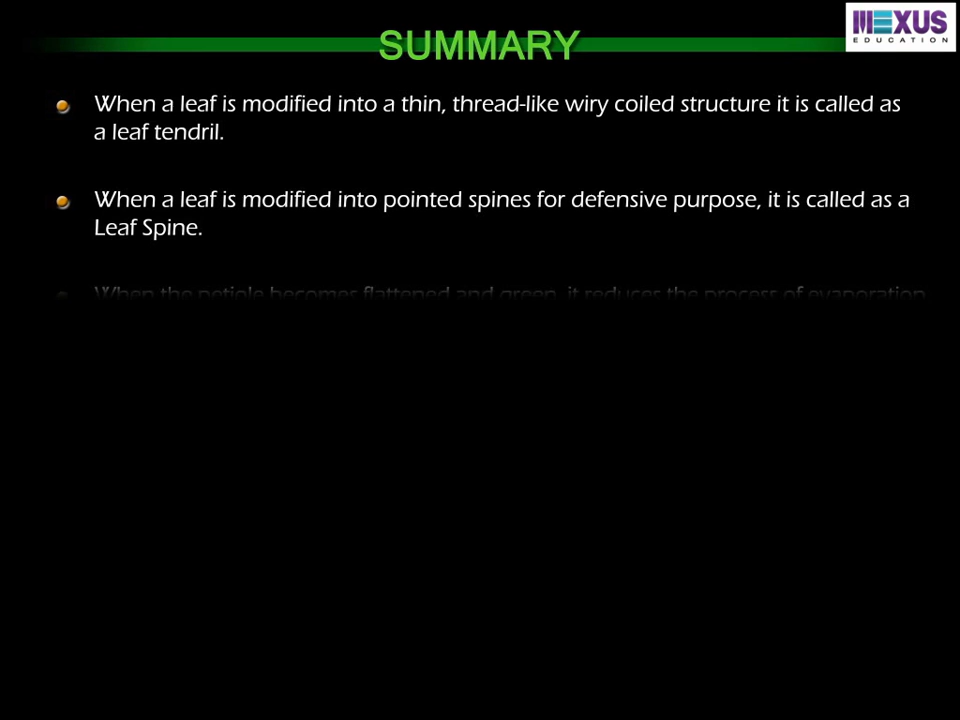 SUMMARY
MEXUS
EDUCATION
When a leaf is modified into a thin, thread-like wiry coiled structure it is called as
a leaf tendril.
When a leaf is modified into pointed spines for defensive purpose, it is called as a
Leaf Spine.
When the petiole becomes flattened and green, it reduces the process of evaporation